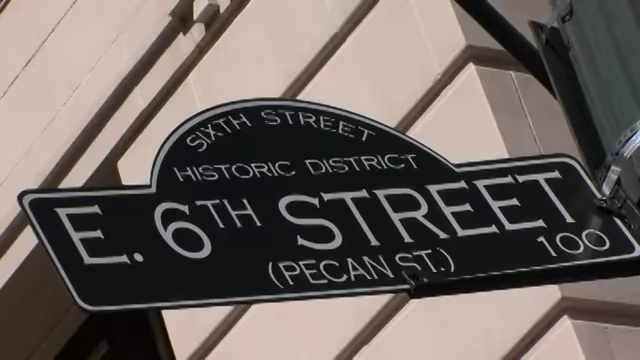 SIXTH STREET
HISTORIC DISTRICT
E. 6TH STREET
(PECAN ST.)
100